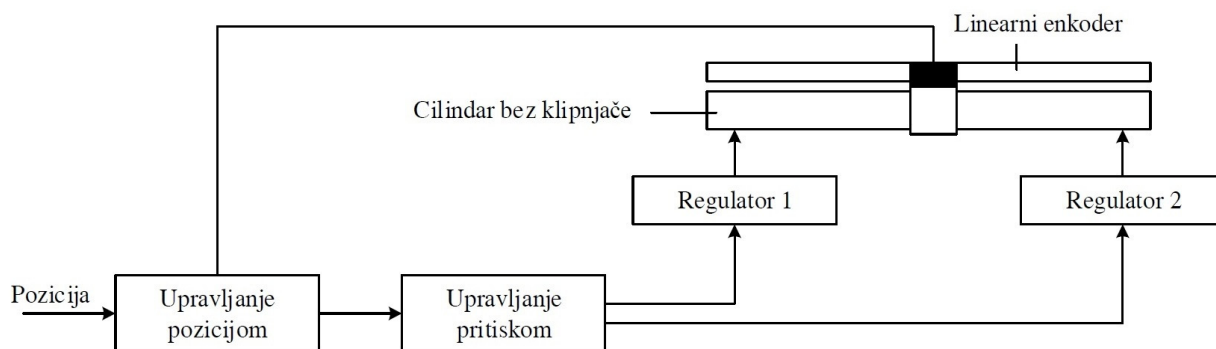 Linearni enkoder
Cilindar bez klipnjače
Regulator 1
Regulator 2
Pozicija
Upravljanje
pozicijom
Upravljanje
pritiskom